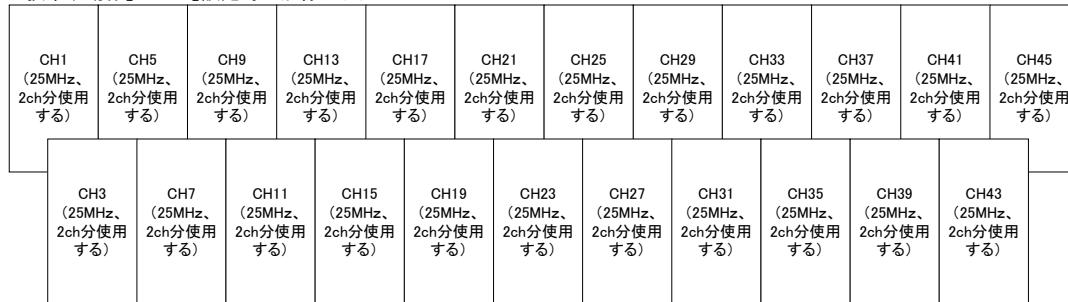 CH1
（25MHz、
2ch分使用
する）
CH5
（25MHz、
2ch分使用
する）
CH9
（25MHz、
2ch分使用
する）
CH13
（25MHz、
2ch分使用
する）
CH17
（25MHz、
2ch分使用
する）
CH21
（25MHz、
2ch分使用
する）
CH25
（25MHz、
2ch分使用
する）
CH29
（25MHz、
2ch分使用
する）
CH33
（25MHz、
2ch分使用
する）
CH37
（25MHz、
2ch分使用
する）
CH41
（25MHz、
2ch分使用
する）
CH45
（25MHz、
2ch分使用
する）
CH3
（25MHz、
2ch分使用
する）
CH7
（25MHz、
2ch分使用
する）
CH11
（25MHz、
2ch分使用
する）
CH15
（25MHz、
2ch分使用
する）
CH19
（25MHz、
2ch分使用
する）
CH23
（25MHz、
2ch分使用
する）
CH27
（25MHz、
2ch分使用
する）
CH31
（25MHz、
2ch分使用
する）
CH35
（25MHz、
2ch分使用
する）
CH39
（25MHz、
2ch分使用
する）
CH43
（25MHz、
2ch分使用
する）